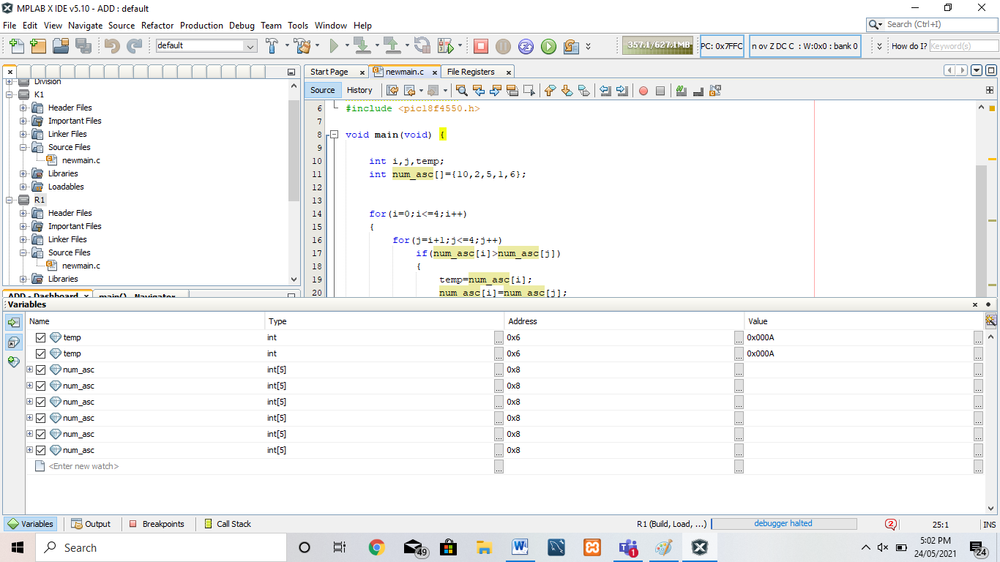 MPLAB X IDE v5.10 - ADD : default
File Edit View Navigate Source Refactor Production Debug Team Tools Window Help
Search (Ctrl+I)
default
357.1/627.1MB
PC: 0x7FFC
n ov Z DC C : W:0x0 : bank 0
How do I?
Keyword(s)
Start Page
newmain.c
File Registers
Source
History
Division
K1
Header Files
Important Files
Linker Files
Source Files
newmain.c
Libraries
Loadables
R1
Header Files
Important Files
Linker Files
Source Files
newmain.c
Libraries
ADD - Dashboard
main() - Navigator
6 #include <pic18f4550.h>
7
8 void main(void) {
9
10 int i,j,temp;
11 int num_asc[]={10,2,5,1,6};
12
13
14 for(i=0;i<=4;i++)
15 {
16 for(j=i+1;j<=4;j++)
17 if(num_asc[i]>num_asc[j])
18 {
19 temp=num_asc[i];
20 num_asc[i]=num_asc[j];
Variables
Name Type Address Value
temp int ... 0x6 ... 0x000A ...
temp int ... 0x6 ... 0x000A ...
num_asc int[5] ... 0x8 ... ...
num_asc int[5] ... 0x8 ... ...
num_asc int[5] ... 0x8 ... ...
num_asc int[5] ... 0x8 ... ...
num_asc int[5] ... 0x8 ... ...
num_asc int[5] ... 0x8 ... ...
<Enter new watch> ... ... ...
Variables Output Breakpoints Call Stack
R1 (Build, Load, ...)
debugger halted
2
25:1
INS
Search
49
W
1
5:02 PM
24/05/2021
24